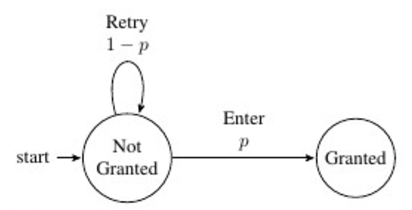 Retry
1 − p
Enter
p
start
Not
Granted
Granted